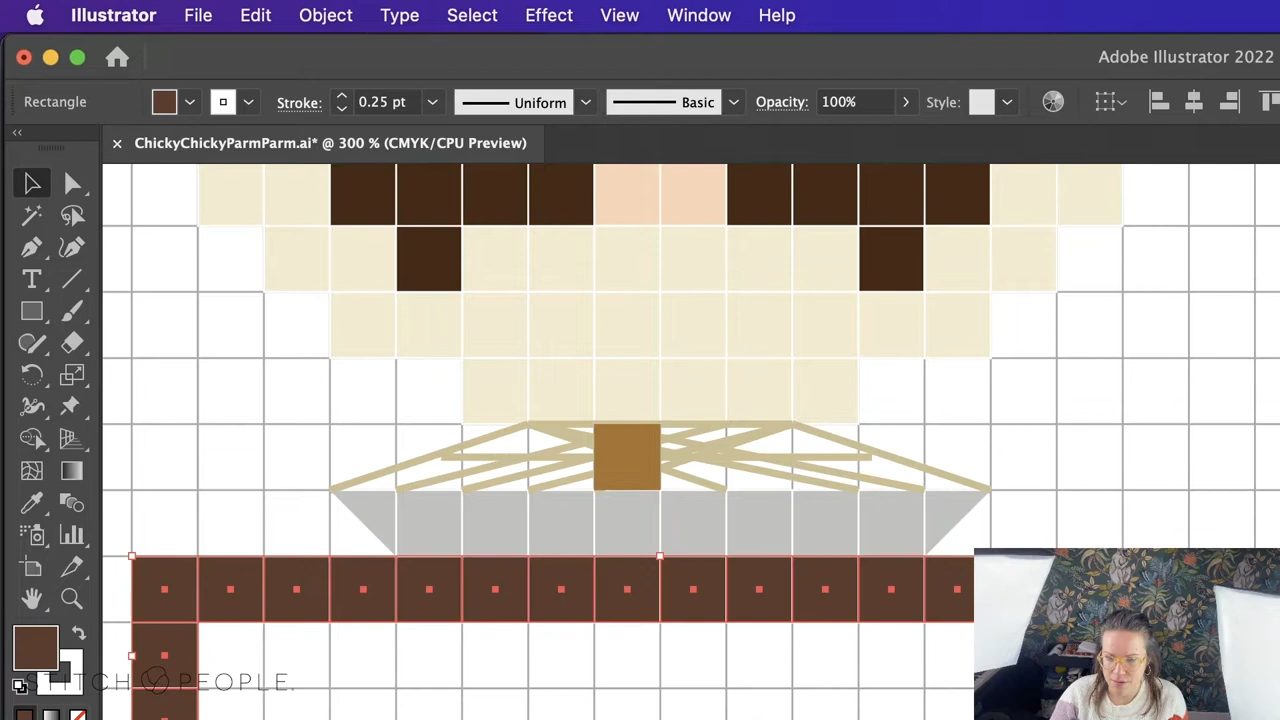 Illustrator File Edit Object Type Select Effect View Window Help
Adobe Illustrator 2022
Rectangle Stroke: 0.25 pt Uniform Basic Opacity: 100% Style:
ChickyChickyParmParm.ai* @ 300 % (CMYK/CPU Preview)
STITCH PEOPLE.